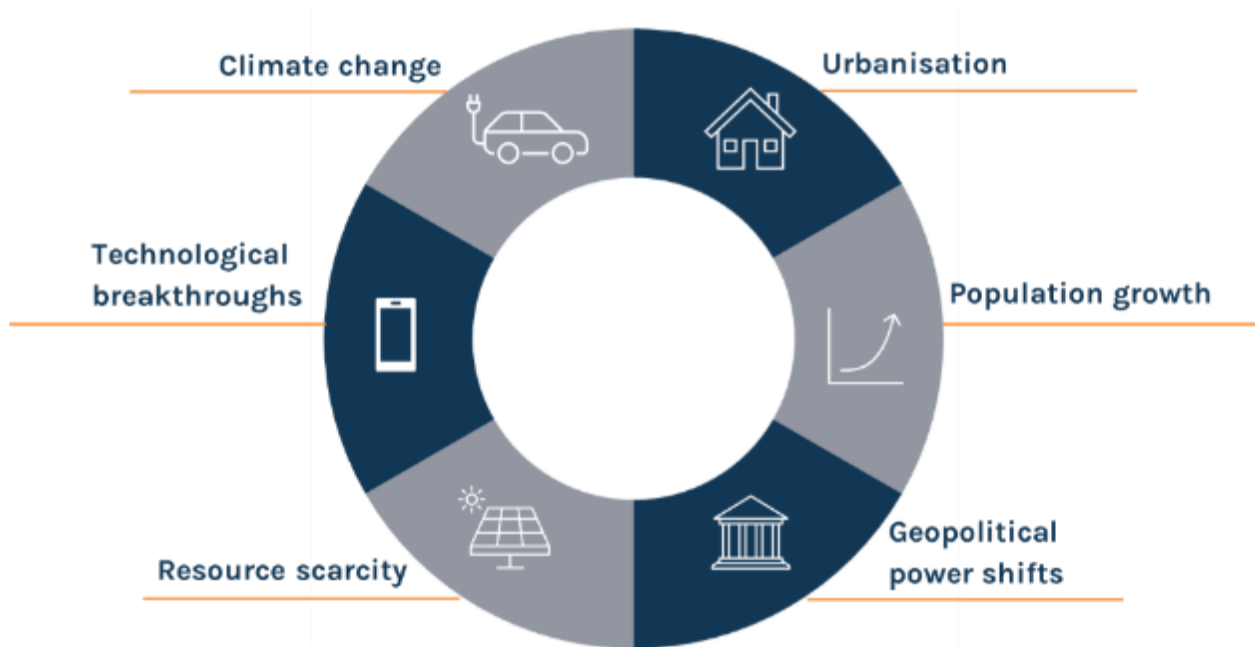 Climate change
Urbanisation
Technological
breakthroughs
Population growth
Resource scarcity
Geopolitical
power shifts